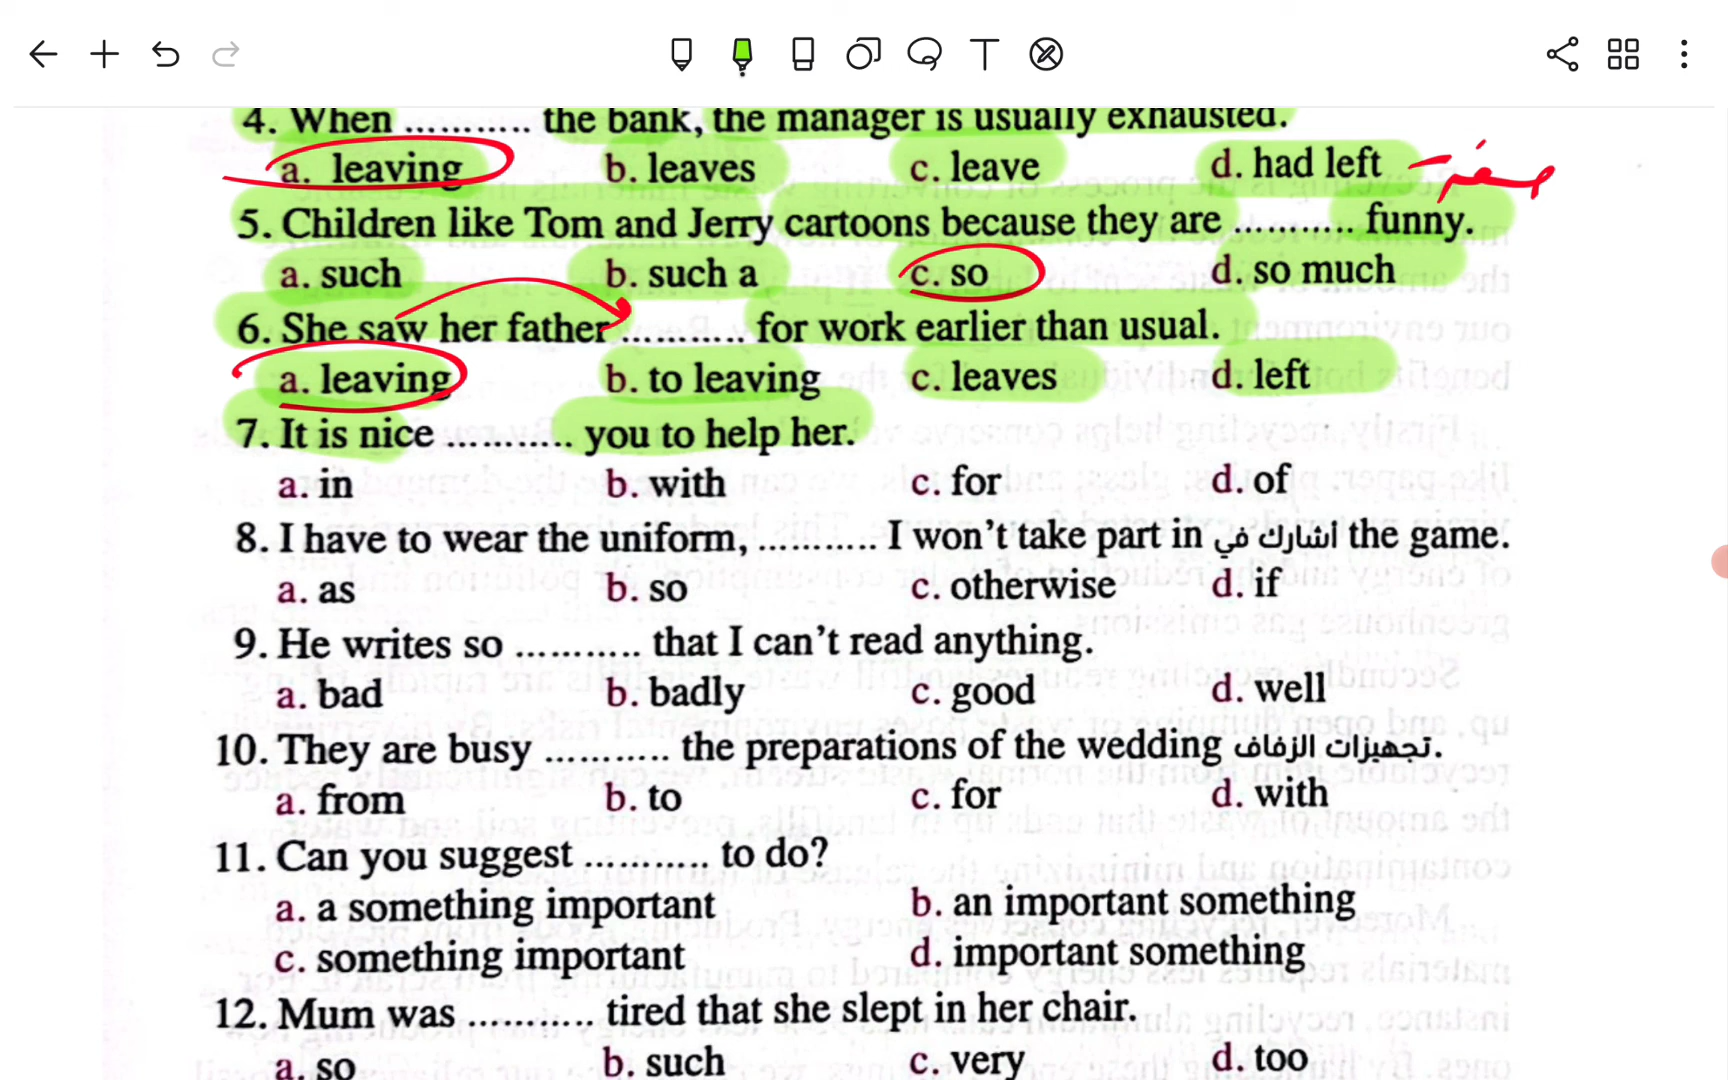 4. When ........... the bank, the manager is usually exhausted.
a. leaving b. leaves c. leave d. had left
5. Children like Tom and Jerry cartoons because they are ........... funny.
a. such b. such a c. so d. so much
6. She saw her father ........... for work earlier than usual.
a. leaving b. to leaving c. leaves d. left
7. It is nice ........... you to help her.
a. in b. with c. for d. of
8. I have to wear the uniform, ........... I won't take part in أشارك في the game.
a. as b. so c. otherwise d. if
9. He writes so ........... that I can't read anything.
a. bad b. badly c. good d. well
10. They are busy ........... the preparations of the wedding تجهيزات الزفاف.
a. from b. to c. for d. with
11. Can you suggest ........... to do?
a. a something important b. an important something
c. something important d. important something
12. Mum was ........... tired that she slept in her chair.
a. so b. such c. very d. too